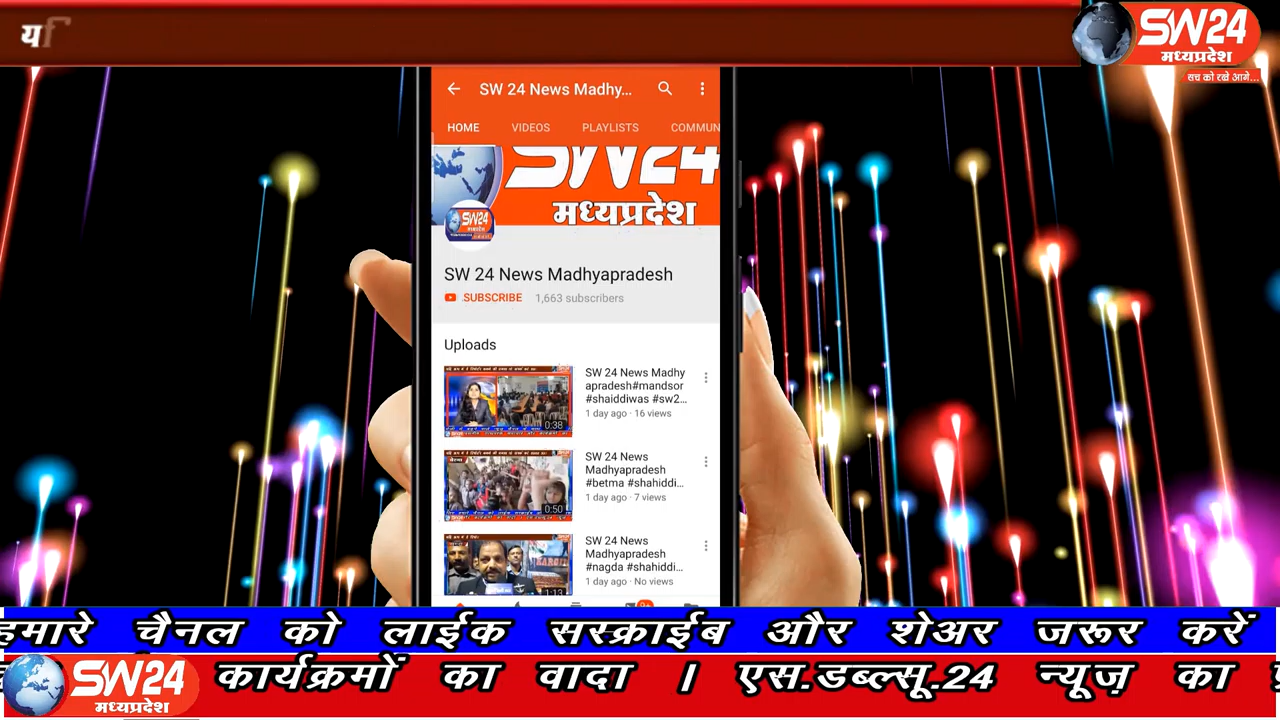 SW24
मध्यप्रदेश
सच को रखे आगे...
SW 24 News Madhy...
HOME VIDEOS PLAYLISTS COMMUN
SW24
मध्यप्रदेश
SW24
SW 24 News Madhyapradesh
SUBSCRIBE 1,663 subscribers
Uploads
SW 24 News Madhy
apradesh#mandsor
#shaiddiwas #sw2...
1 day ago · 16 views
0:38
SW 24 News
Madhyapradesh
#betma #shahiddi...
1 day ago · 7 views
0:50
SW 24 News
Madhyapradesh
#nagda #shahiddi...
1 day ago · No views
1:13
हमारे चैनल को लाईक सस्क्राईब और शेअर जरूर करें
कार्यक्रमों का वादा । एस.डब्ल्सू.24 न्यूज़ का
SW24
मध्यप्रदेश